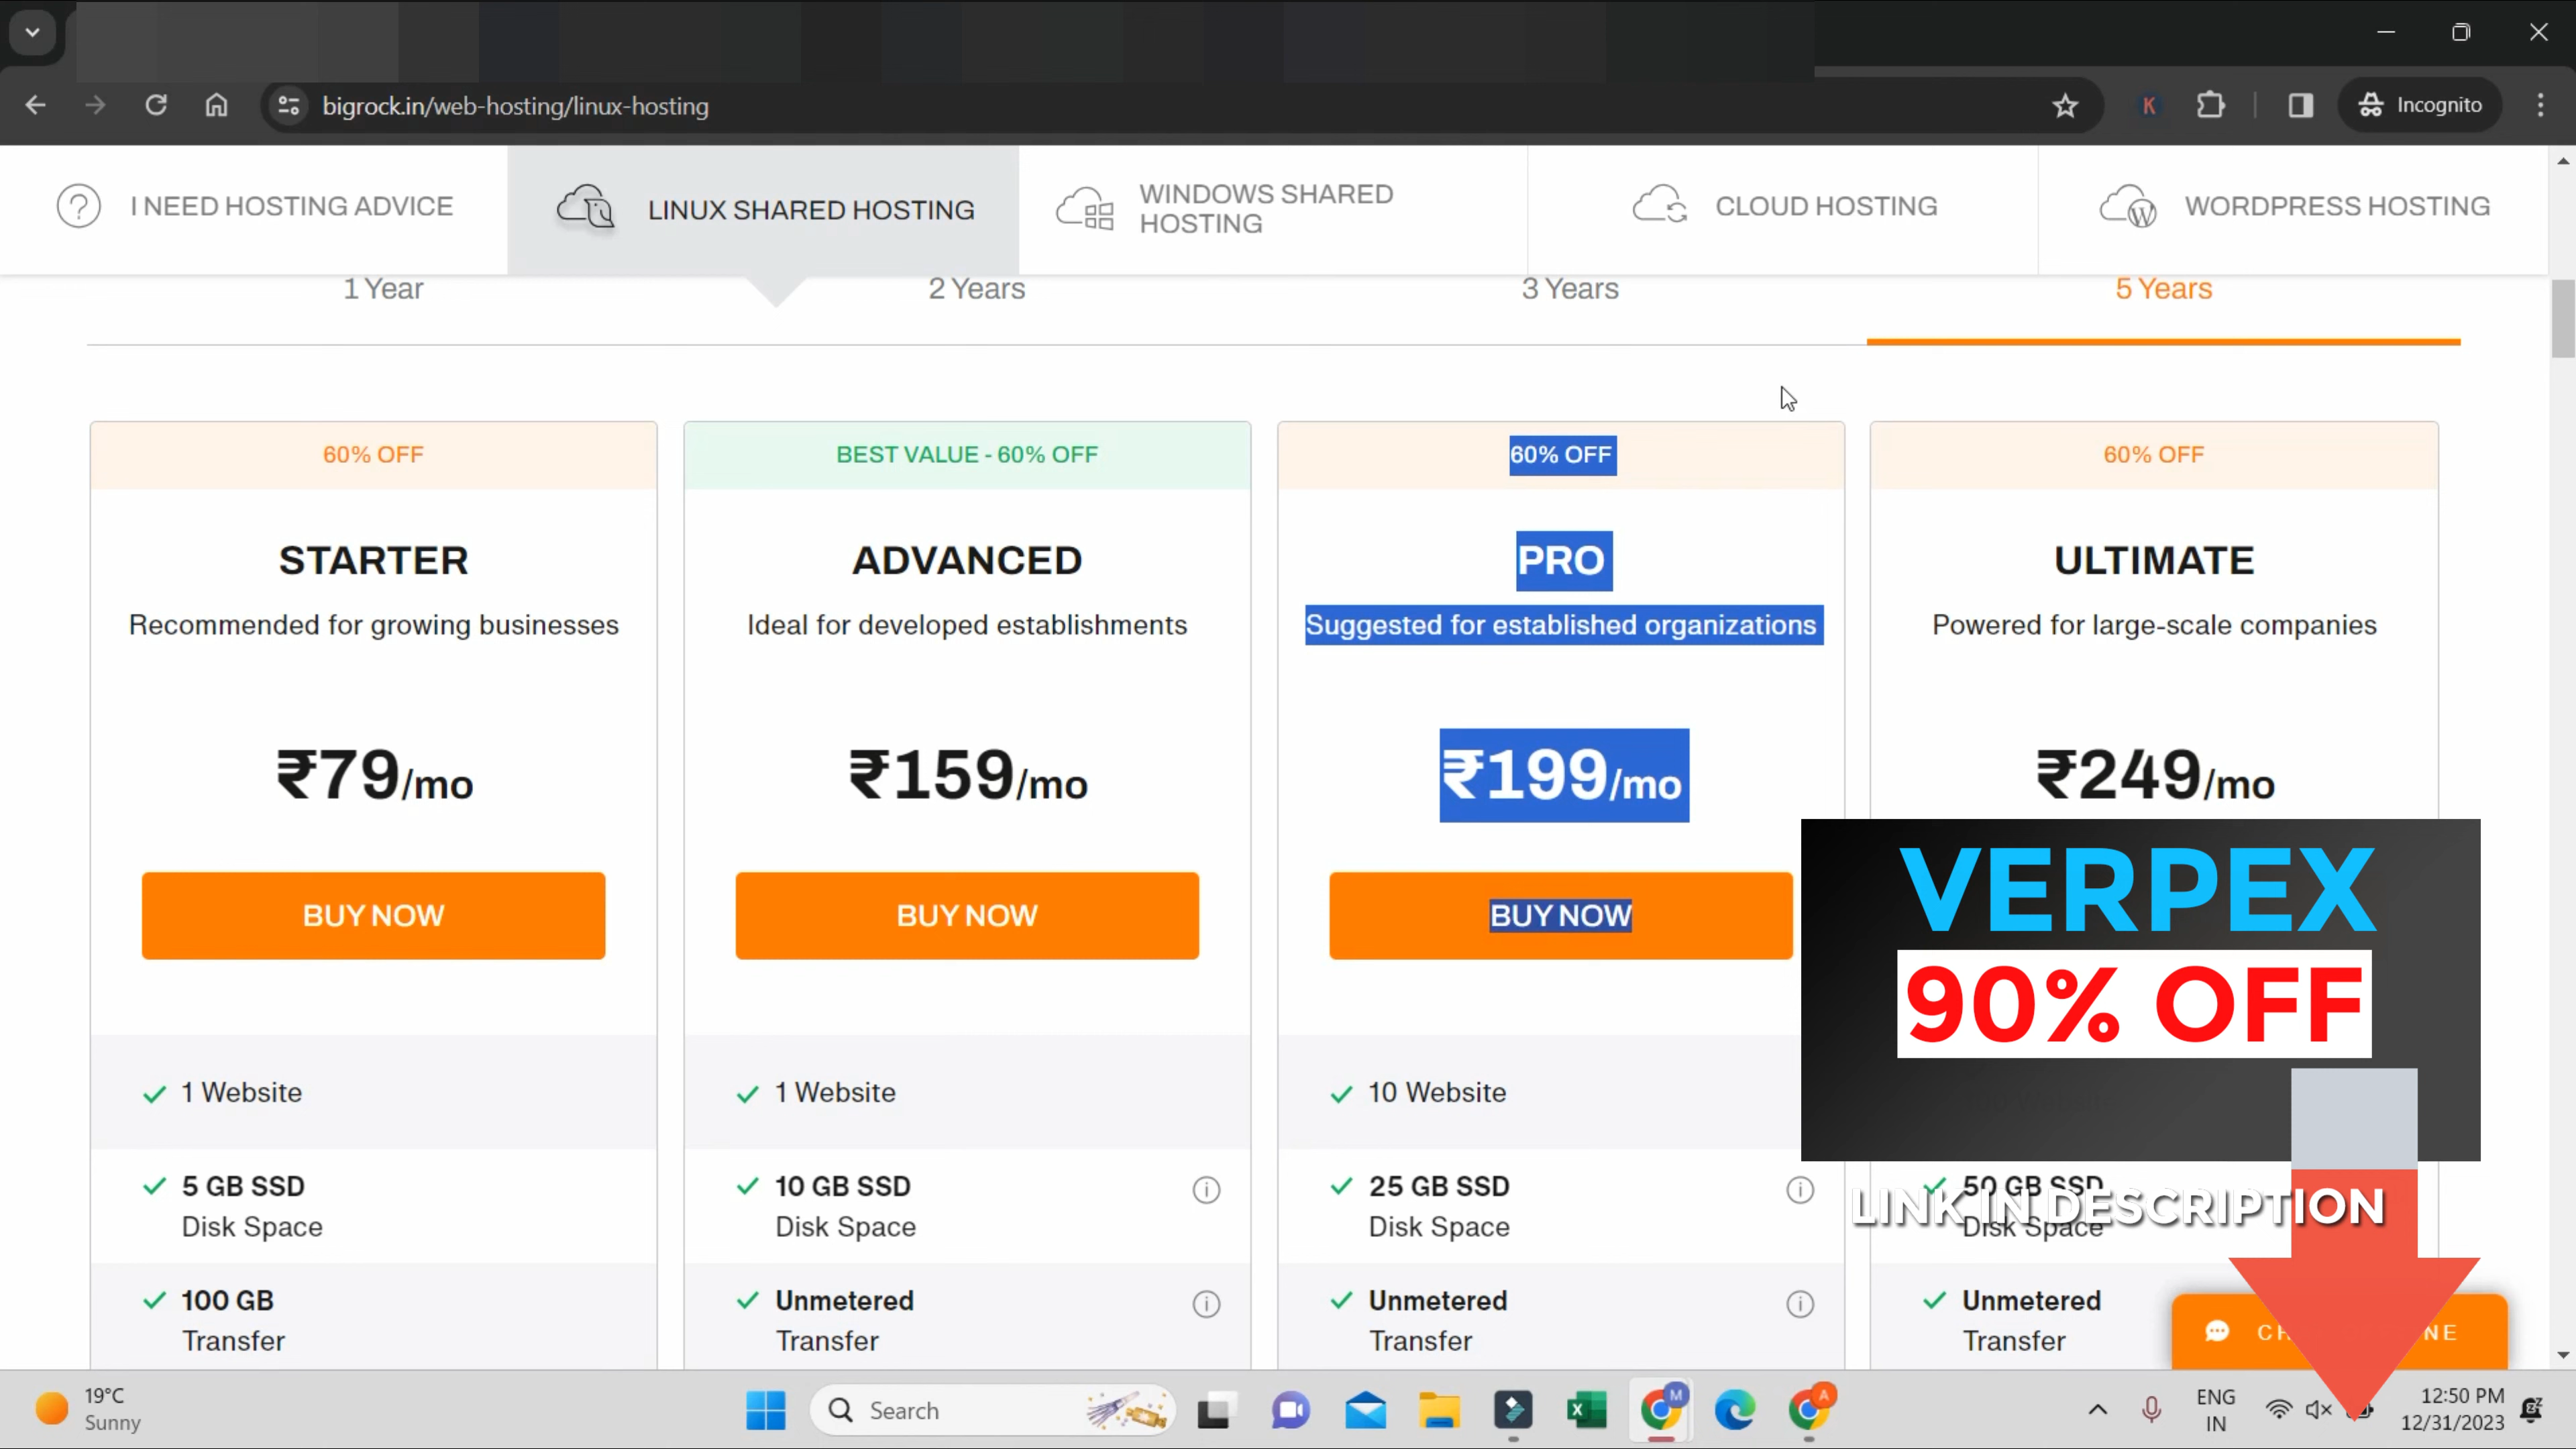 bigrock.in/web-hosting/linux-hosting
K
Incognito
? I NEED HOSTING ADVICE
LINUX SHARED HOSTING
WINDOWS SHARED
HOSTING
CLOUD HOSTING
WORDPRESS HOSTING
1 Year
2 Years
3 Years
5 Years
60% OFF
STARTER
Recommended for growing businesses
₹79/mo
BUY NOW
1 Website
5 GB SSD
Disk Space
100 GB
Transfer
BEST VALUE - 60% OFF
ADVANCED
Ideal for developed establishments
₹159/mo
BUY NOW
1 Website
10 GB SSD
Disk Space
Unmetered
Transfer
60% OFF
PRO
Suggested for established organizations
₹199/mo
BUY NOW
10 Website
25 GB SSD
Disk Space
Unmetered
Transfer
60% OFF
ULTIMATE
Powered for large-scale companies
₹249/mo
50 GB SSD
Disk Space
Unmetered
Transfer
VERPEX
90% OFF
LINK IN DESCRIPTION
19°C
Sunny
Search
M
A
ENG
IN
12:50 PM
12/31/2023